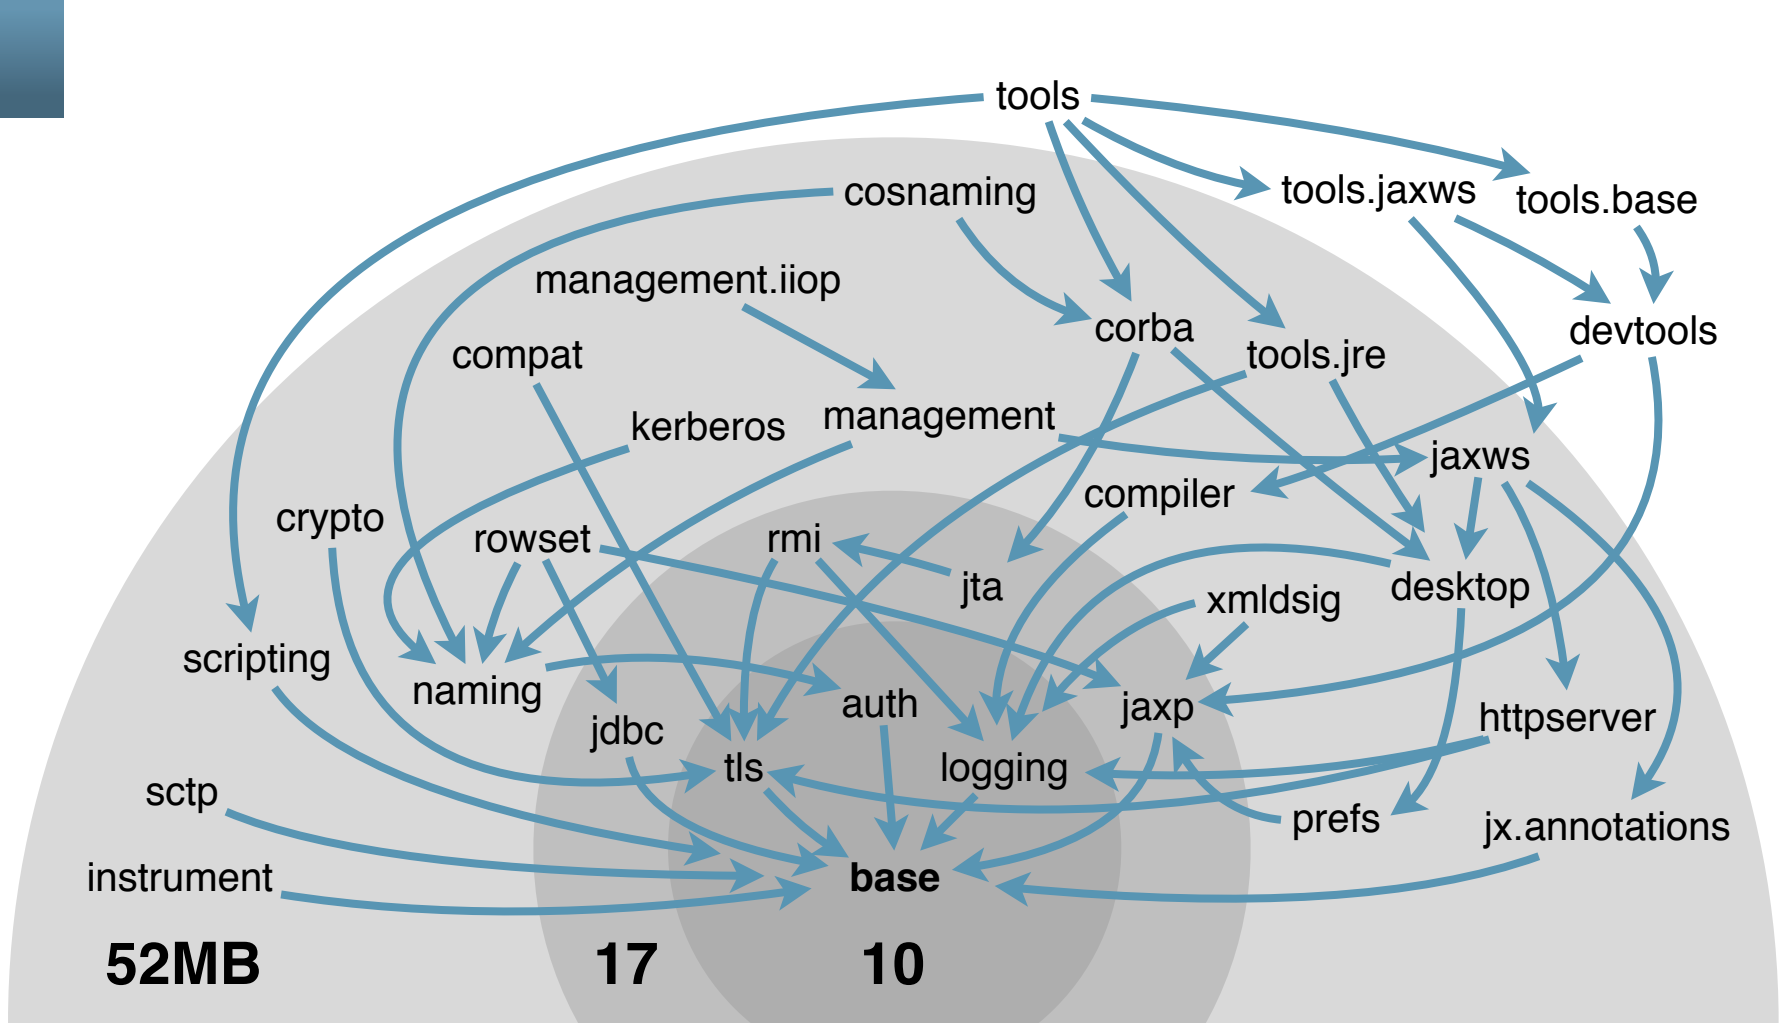 tools
cosnaming
tools.jaxws
tools.base
management.iiop
corba
devtools
compat
tools.jre
kerberos
management
jaxws
compiler
crypto
rowset
rmi
jta
xmldsig
desktop
scripting
naming
auth
jaxp
httpserver
jdbc
tls
logging
sctp
prefs
jx.annotations
instrument
base
52MB
17
10